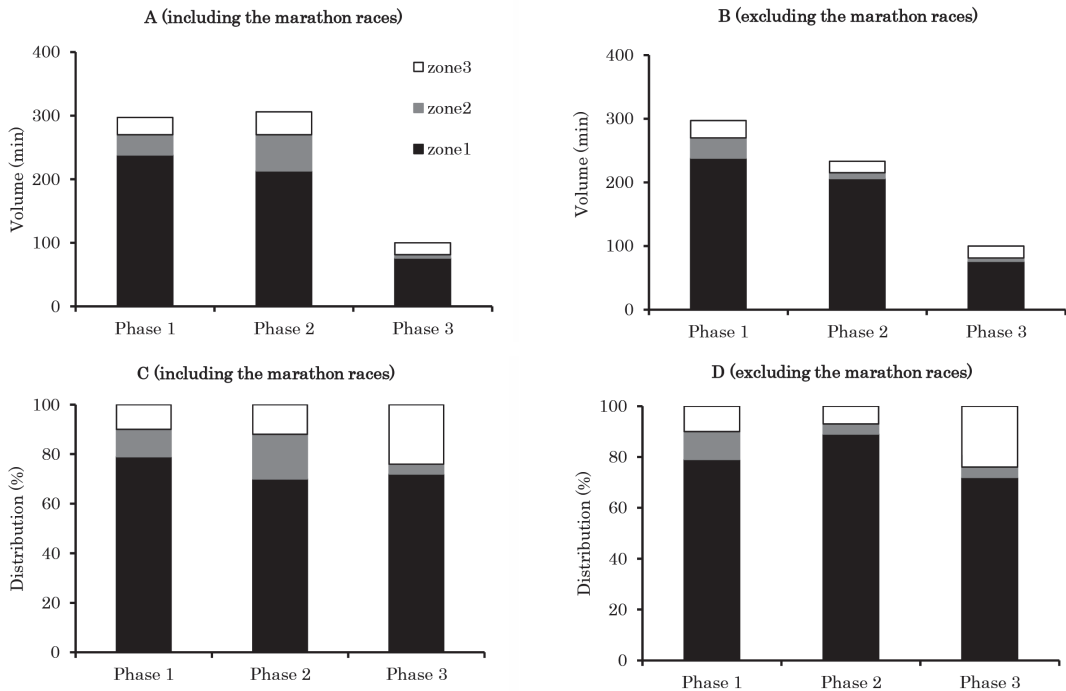 A (including the marathon races)
400
300
200
100
0
Volume (min)
zone3
zone2
zone1
Phase 1 Phase 2 Phase 3
B (excluding the marathon races)
400
300
200
100
0
Volume (min)
Phase 1 Phase 2 Phase 3
C (including the marathon races)
100
80
60
40
20
0
Distribution (%)
Phase 1 Phase 2 Phase 3
D (excluding the marathon races)
100
80
60
40
20
0
Distribution (%)
Phase 1 Phase 2 Phase 3